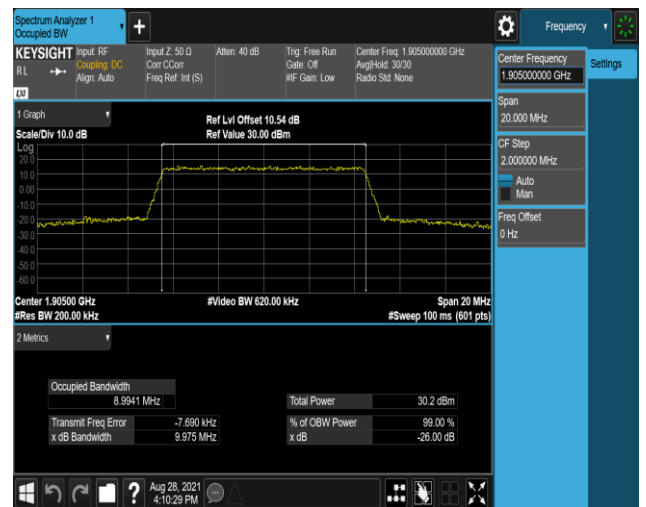 Spectrum Analyzer 1
Occupied BW
Frequency
KEYSIGHT
RL
LXI
Input: RF
Coupling: DC
Align: Auto
Input Z: 50 Ω
Corr CCorr
Freq Ref: Int (S)
Atten: 40 dB
Trig: Free Run
Gate: Off
#IF Gain: Low
Center Freq: 1.905000000 GHz
Avg|Hold: 30/30
Radio Std: None
Center Frequency
1.905000000 GHz
Settings
Span
20.000 MHz
CF Step
2.000000 MHz
Auto
Man
Freq Offset
0 Hz
1 Graph
Scale/Div 10.0 dB
Ref Lvl Offset 10.54 dB
Ref Value 30.00 dBm
Log
20.0
10.0
0.00
-10.0
-20.0
-30.0
-40.0
-50.0
-60.0
Center 1.90500 GHz
#Res BW 200.00 kHz
#Video BW 620.00 kHz
Span 20 MHz
#Sweep 100 ms (601 pts)
2 Metrics
Occupied Bandwidth
8.9941 MHz
Total Power 30.2 dBm
Transmit Freq Error -7.690 kHz
% of OBW Power 99.00 %
x dB Bandwidth 9.975 MHz
x dB -26.00 dB
?
Aug 28, 2021
4:10:29 PM